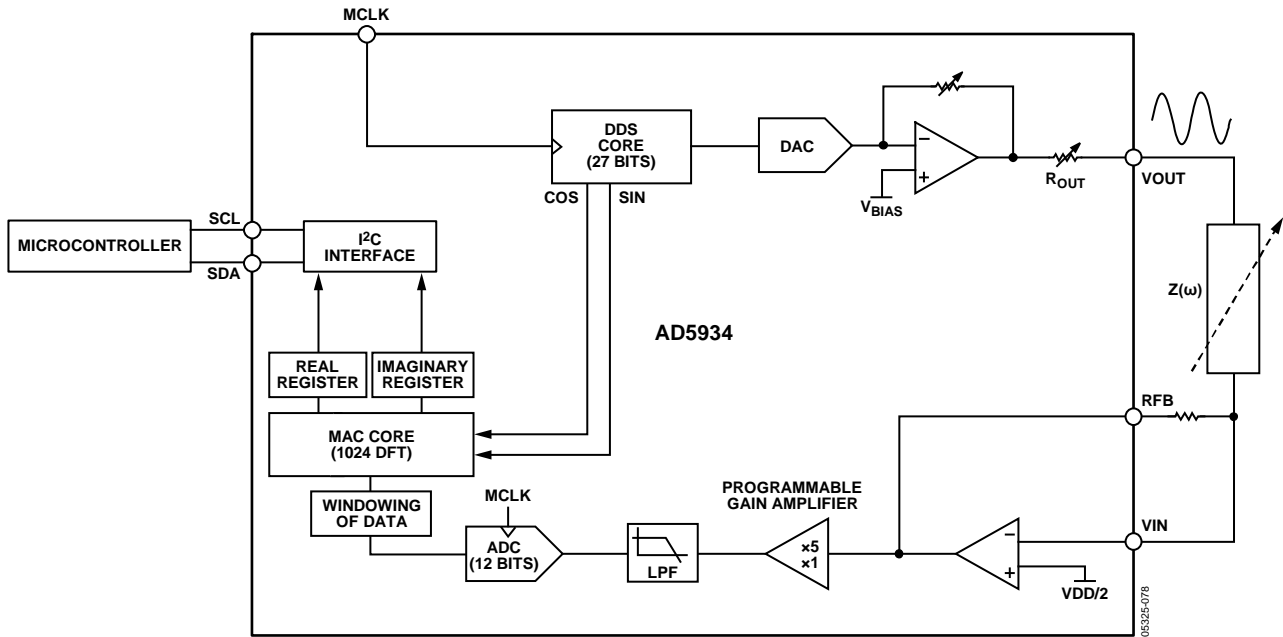 MCLK
DDS
CORE
(27 BITS)
DAC
COS
SIN
−
+
VBIAS
ROUT
VOUT
MICROCONTROLLER
SCL
SDA
I2C
INTERFACE
Z(ω)
AD5934
REAL
REGISTER
IMAGINARY
REGISTER
MAC CORE
(1024 DFT)
WINDOWING
OF DATA
MCLK
ADC
(12 BITS)
LPF
PROGRAMMABLE
GAIN AMPLIFIER
×5
×1
RFB
VIN
−
+
VDD/2
05325-078